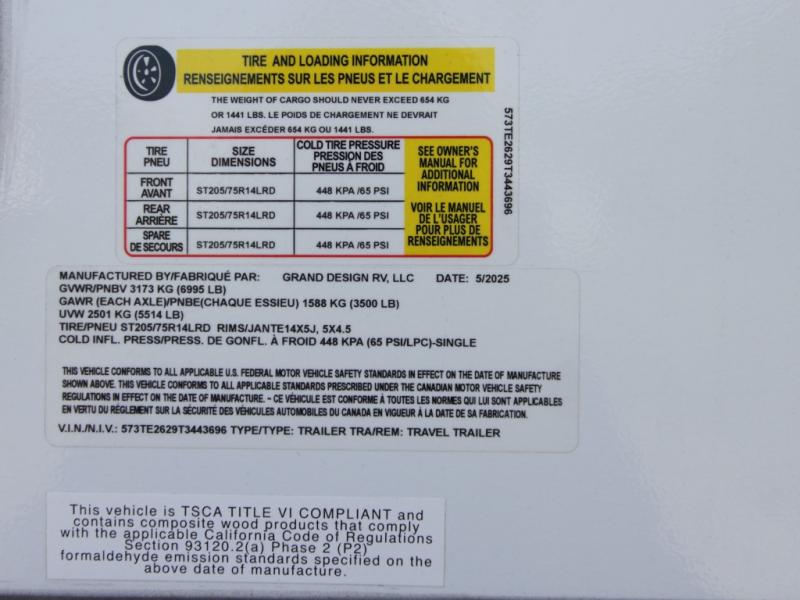 TIRE AND LOADING INFORMATION
RENSEIGNEMENTS SUR LES PNEUS ET LE CHARGEMENT
THE WEIGHT OF CARGO SHOULD NEVER EXCEED 654 KG
OR 1441 LBS. LE POIDS DE CHARGEMENT NE DEVRAIT
JAMAIS EXCÉDER 654 KG OU 1441 LBS.
TIRE
PNEU
SIZE
DIMENSIONS
COLD TIRE PRESSURE
PRESSION DES
PNEUS À FROID
FRONT
AVANT
ST205/75R14LRD
448 KPA /65 PSI
REAR
ARRIÈRE
ST205/75R14LRD
448 KPA /65 PSI
SPARE
DE SECOURS
ST205/75R14LRD
448 KPA /65 PSI
SEE OWNER'S
MANUAL FOR
ADDITIONAL
INFORMATION
VOIR LE MANUEL
DE L'USAGER
POUR PLUS DE
RENSEIGNEMENTS
573TE2629T3443696
MANUFACTURED BY/FABRIQUÉ PAR: GRAND DESIGN RV, LLC DATE: 5/2025
GVWR/PNBV 3173 KG (6995 LB)
GAWR (EACH AXLE)/PNBE(CHAQUE ESSIEU) 1588 KG (3500 LB)
UVW 2501 KG (5514 LB)
TIRE/PNEU ST205/75R14LRD RIMS/JANTE14X5J, 5X4.5
COLD INFL. PRESS/PRESS. DE GONFL. À FROID 448 KPA (65 PSI/LPC)-SINGLE
THIS VEHICLE CONFORMS TO ALL APPLICABLE U.S. FEDERAL MOTOR VEHICLE SAFETY STANDARDS IN EFFECT ON THE DATE OF MANUFACTURE
SHOWN ABOVE. THIS VEHICLE CONFORMS TO ALL APPLICABLE STANDARDS PRESCRIBED UNDER THE CANADIAN MOTOR VEHICLE SAFETY
REGULATIONS IN EFFECT ON THE DATE OF MANUFACTURE. - CE VÉHICULE EST CONFORME À TOUTES LES NORMES QUI LUI SONT APPLICABLES
EN VERTU DU RÉGLEMENT SUR LA SÉCURITÉ DES VÉHICULES AUTOMOBILES DU CANADA EN VIGUEUR À LA DATE DE SA FABRICATION.
V.I.N./N.I.V.: 573TE2629T3443696 TYPE/TYPE: TRAILER TRA/REM: TRAVEL TRAILER
This vehicle is TSCA TITLE VI COMPLIANT and
contains composite wood products that comply
with the applicable California Code of Regulations
Section 93120.2(a) Phase 2 (P2)
formaldehyde emission standards specified on the
above date of manufacture.